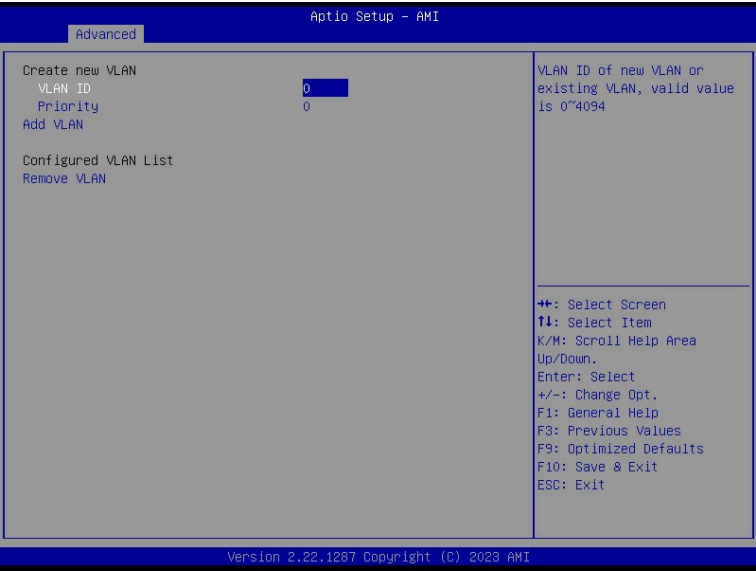 Aptio Setup – AMI
Advanced
Create new VLAN
VLAN ID 0
Priority 0
Add VLAN
Configured VLAN List
Remove VLAN
VLAN ID of new VLAN or
existing VLAN, valid value
is 0~4094
→←: Select Screen
↑↓: Select Item
K/M: Scroll Help Area
Up/Down.
Enter: Select
+/-: Change Opt.
F1: General Help
F3: Previous Values
F9: Optimized Defaults
F10: Save & Exit
ESC: Exit
Version 2.22.1287 Copyright (C) 2023 AMI